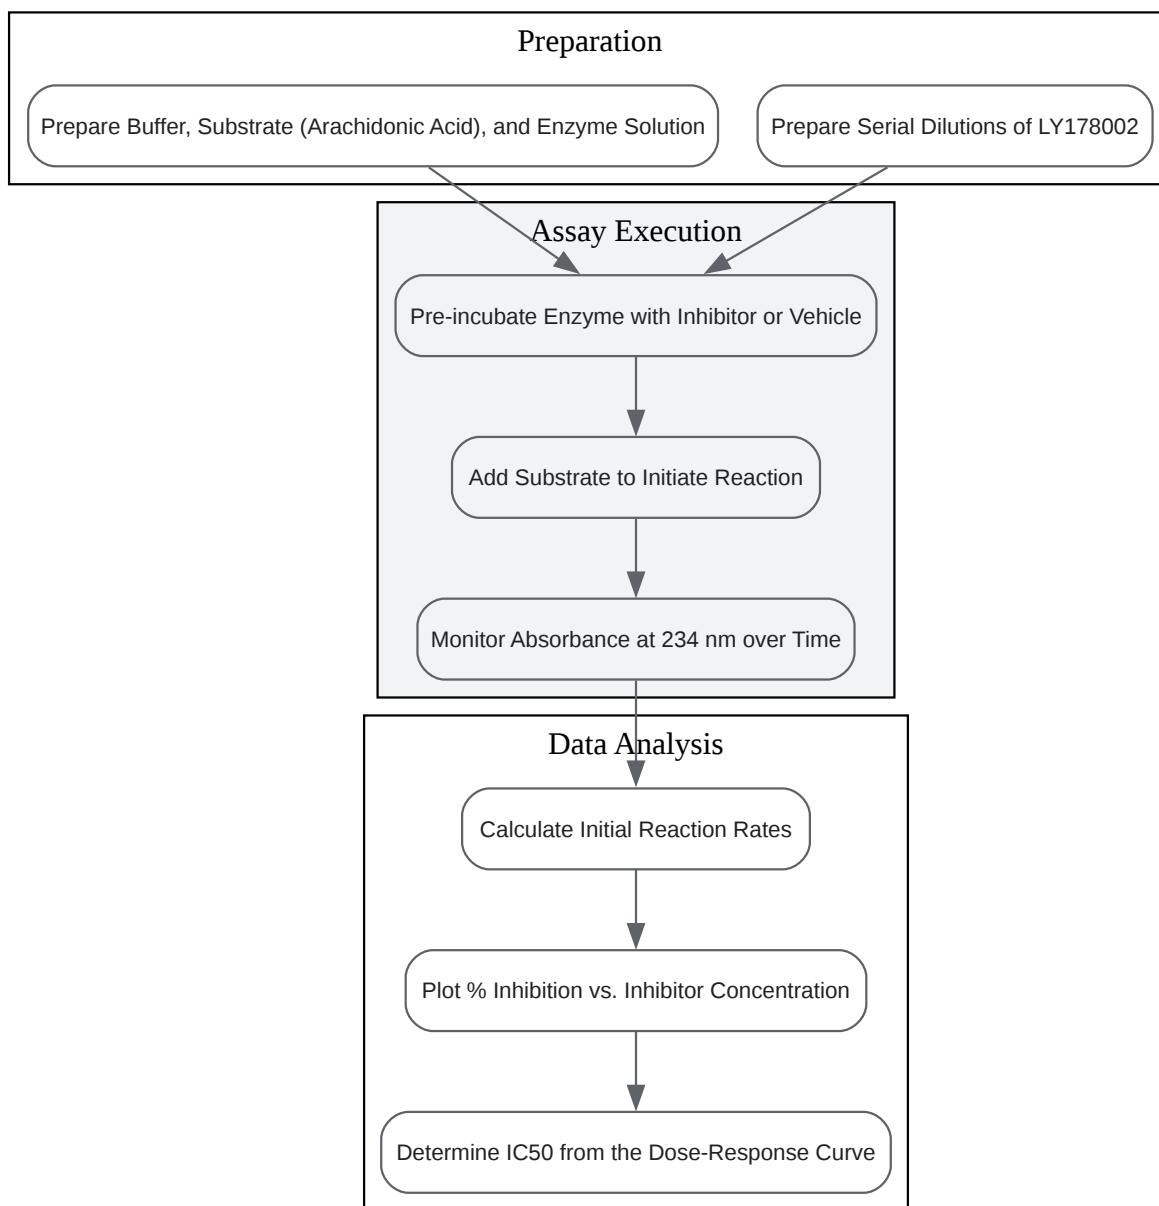 Preparation
Prepare Buffer, Substrate (Arachidonic Acid), and Enzyme Solution
Prepare Serial Dilutions of LY178002
Assay Execution
Pre-incubate Enzyme with Inhibitor or Vehicle
Add Substrate to Initiate Reaction
Monitor Absorbance at 234 nm over Time
Data Analysis
Calculate Initial Reaction Rates
Plot % Inhibition vs. Inhibitor Concentration
Determine IC50 from the Dose-Response Curve